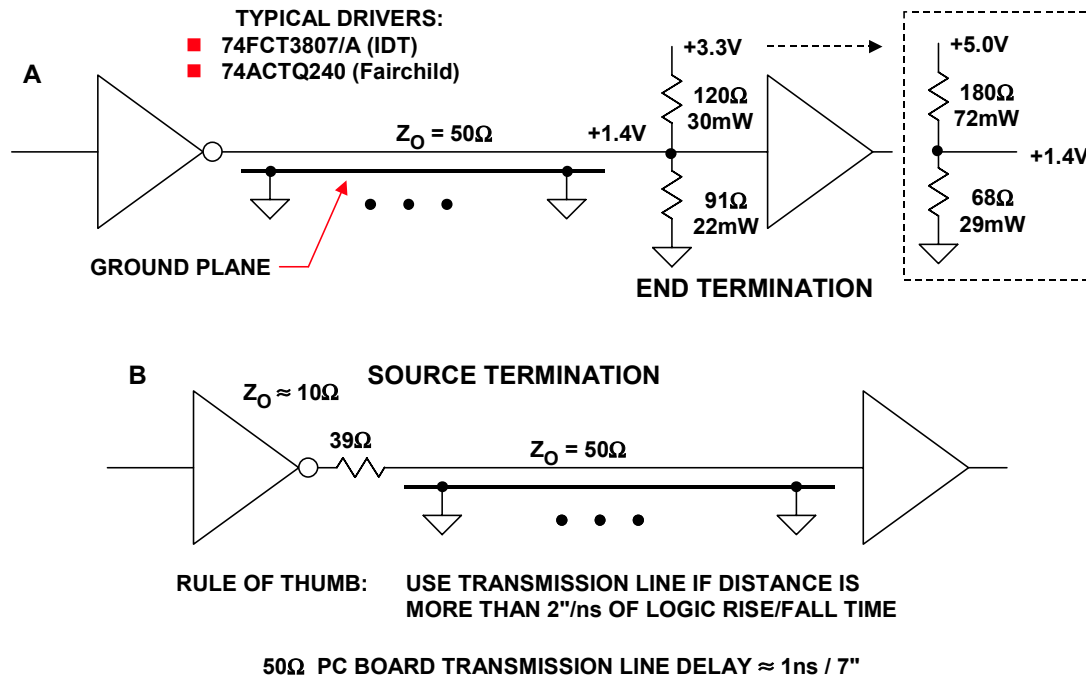 TYPICAL DRIVERS:
74FCT3807/A (IDT)
74ACTQ240 (Fairchild)
A
Z_O = 50Ω
+1.4V
+3.3V
120Ω
30mW
91Ω
22mW
+5.0V
180Ω
72mW
+1.4V
68Ω
29mW
GROUND PLANE
END TERMINATION
B
SOURCE TERMINATION
Z_O ≈ 10Ω
39Ω
Z_O = 50Ω
RULE OF THUMB: USE TRANSMISSION LINE IF DISTANCE IS
MORE THAN 2"/ns OF LOGIC RISE/FALL TIME
50Ω PC BOARD TRANSMISSION LINE DELAY ≈ 1ns / 7"